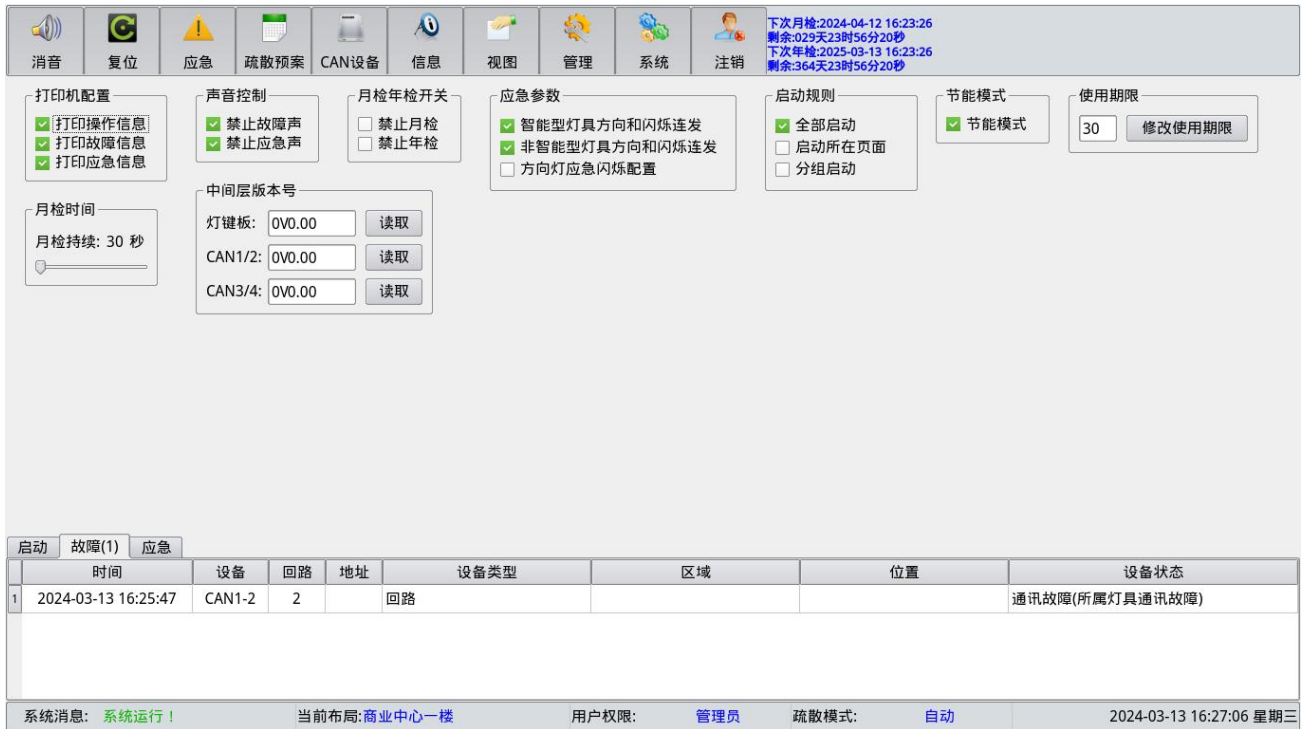 消音 复位 应急 疏散预案 CAN设备 信息 视图 管理 系统 注销
下次月检:2024-04-12 16:23:26
剩余:029天23时56分20秒
下次年检:2025-03-13 16:23:26
剩余:364天23时56分20秒
打印机配置
打印操作信息
打印故障信息
打印应急信息
声音控制
禁止故障声
禁止应急声
月检年检开关
禁止月检
禁止年检
应急参数
智能型灯具方向和闪烁连发
非智能型灯具方向和闪烁连发
方向灯应急闪烁配置
启动规则
全部启动
启动所在页面
分组启动
节能模式
节能模式
使用期限
30 修改使用期限
月检时间
月检持续: 30 秒
中间层版本号
灯键板: 0V0.00 读取
CAN1/2: 0V0.00 读取
CAN3/4: 0V0.00 读取
启动 故障(1) 应急
时间 设备 回路 地址 设备类型 区域 位置 设备状态
1 2024-03-13 16:25:47 CAN1-2 2 回路 通讯故障(所属灯具通讯故障)
系统消息: 系统运行! 当前布局:商业中心一楼 用户权限: 管理员 疏散模式: 自动 2024-03-13 16:27:06 星期三